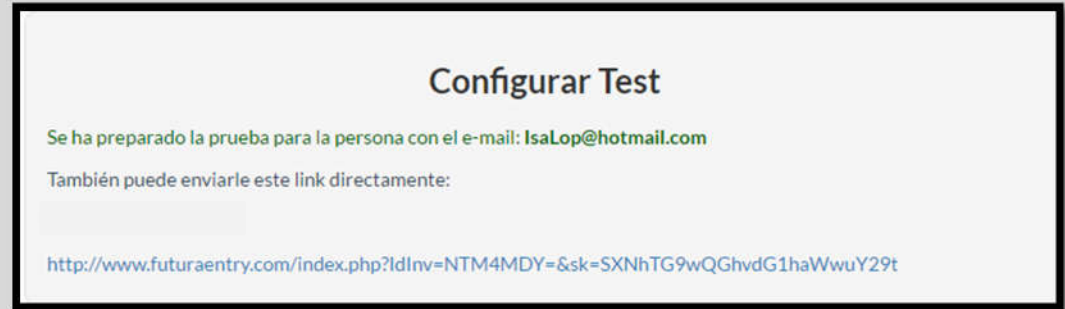 Configurar Test
Se ha preparado la prueba para la persona con el e-mail: IsaLop@hotmail.com
También puede enviarle este link directamente:
http://www.futuraentry.com/index.php?IdInv=NTM4MDY=&sk=SXNhTG9wQGhvdG1haWwuY29t